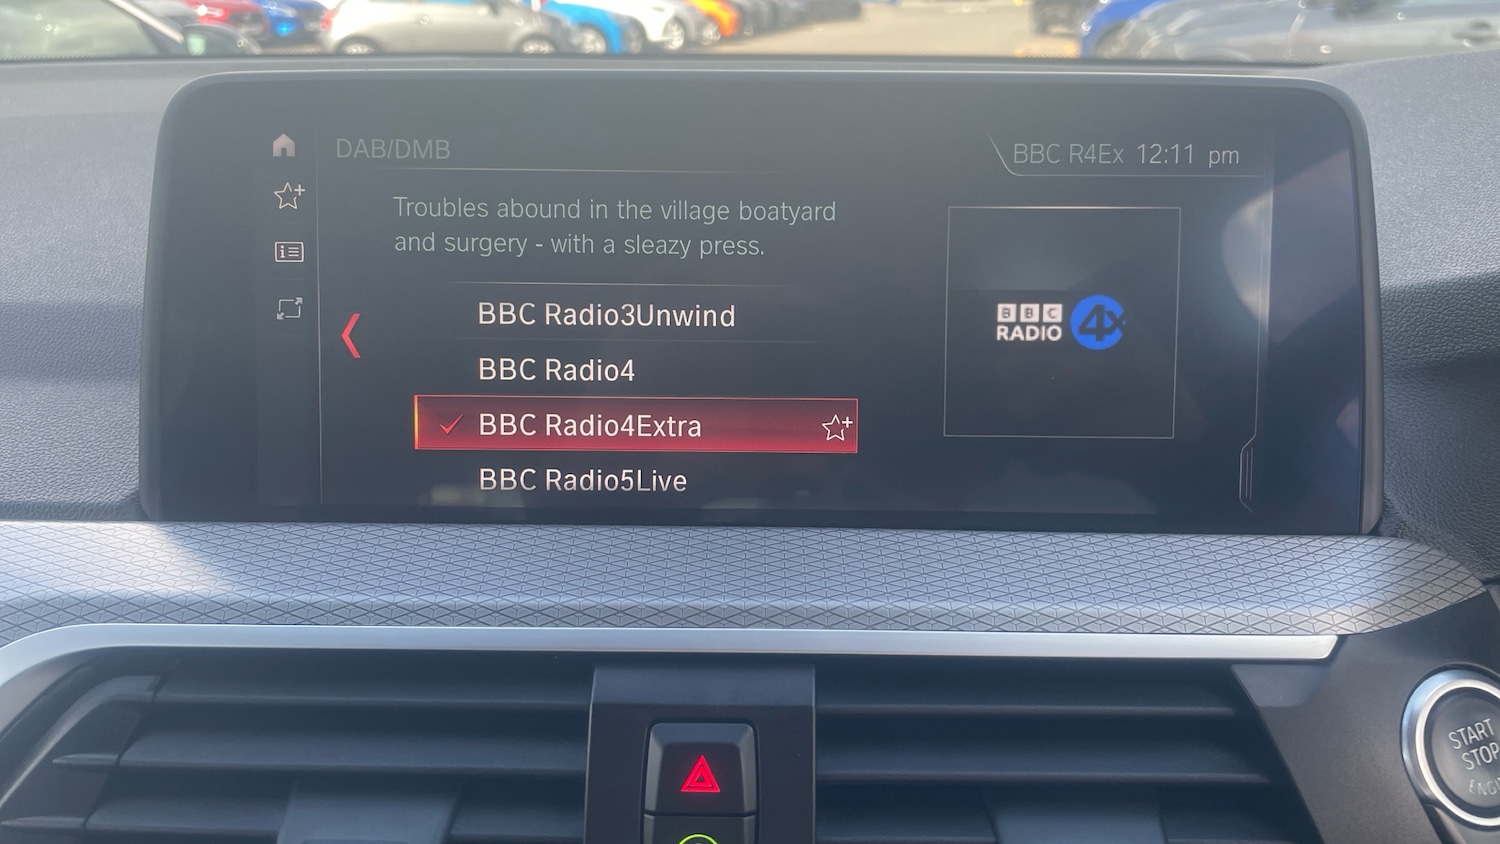 DAB/DMB
BBC R4Ex 12:11 pm
Troubles abound in the village boatyard
and surgery - with a sleazy press.
BBC Radio3Unwind
BBC Radio4
BBC Radio4Extra
BBC Radio5Live
BBC
RADIO 4x
START
STOP